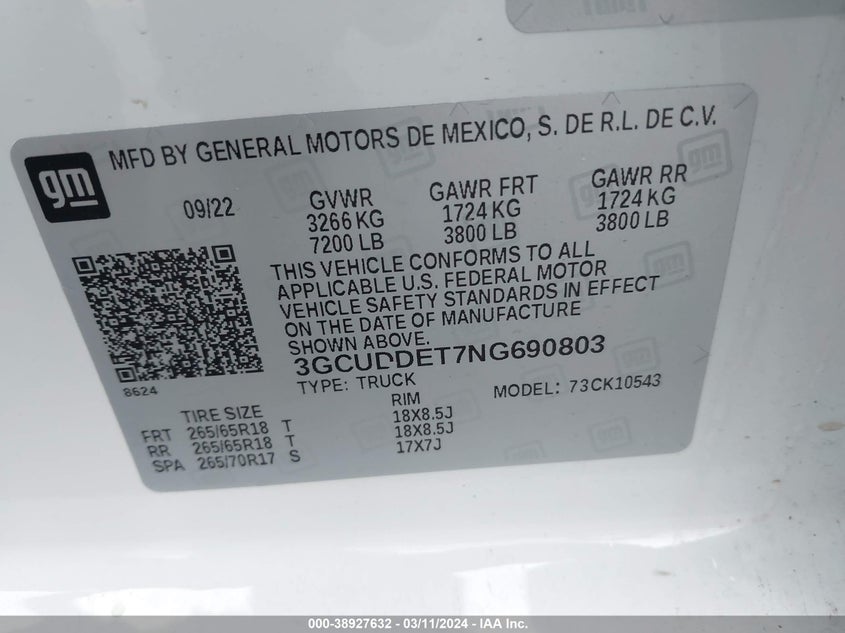 gm
MFD BY GENERAL MOTORS DE MEXICO, S. DE R.L. DE C.V.
09/22 GVWR GAWR FRT GAWR RR
3266 KG 1724 KG 1724 KG
7200 LB 3800 LB 3800 LB
THIS VEHICLE CONFORMS TO ALL
APPLICABLE U.S. FEDERAL MOTOR
VEHICLE SAFETY STANDARDS IN EFFECT
ON THE DATE OF MANUFACTURE
SHOWN ABOVE.
3GCUDDET7NG690803
8624
TYPE: TRUCK MODEL: 73CK10543
TIRE SIZE RIM
FRT 265/65R18 T 18X8.5J
RR 265/65R18 T 18X8.5J
SPA 265/70R17 S 17X7J
000-38927632 - 03/11/2024 - IAAI.com